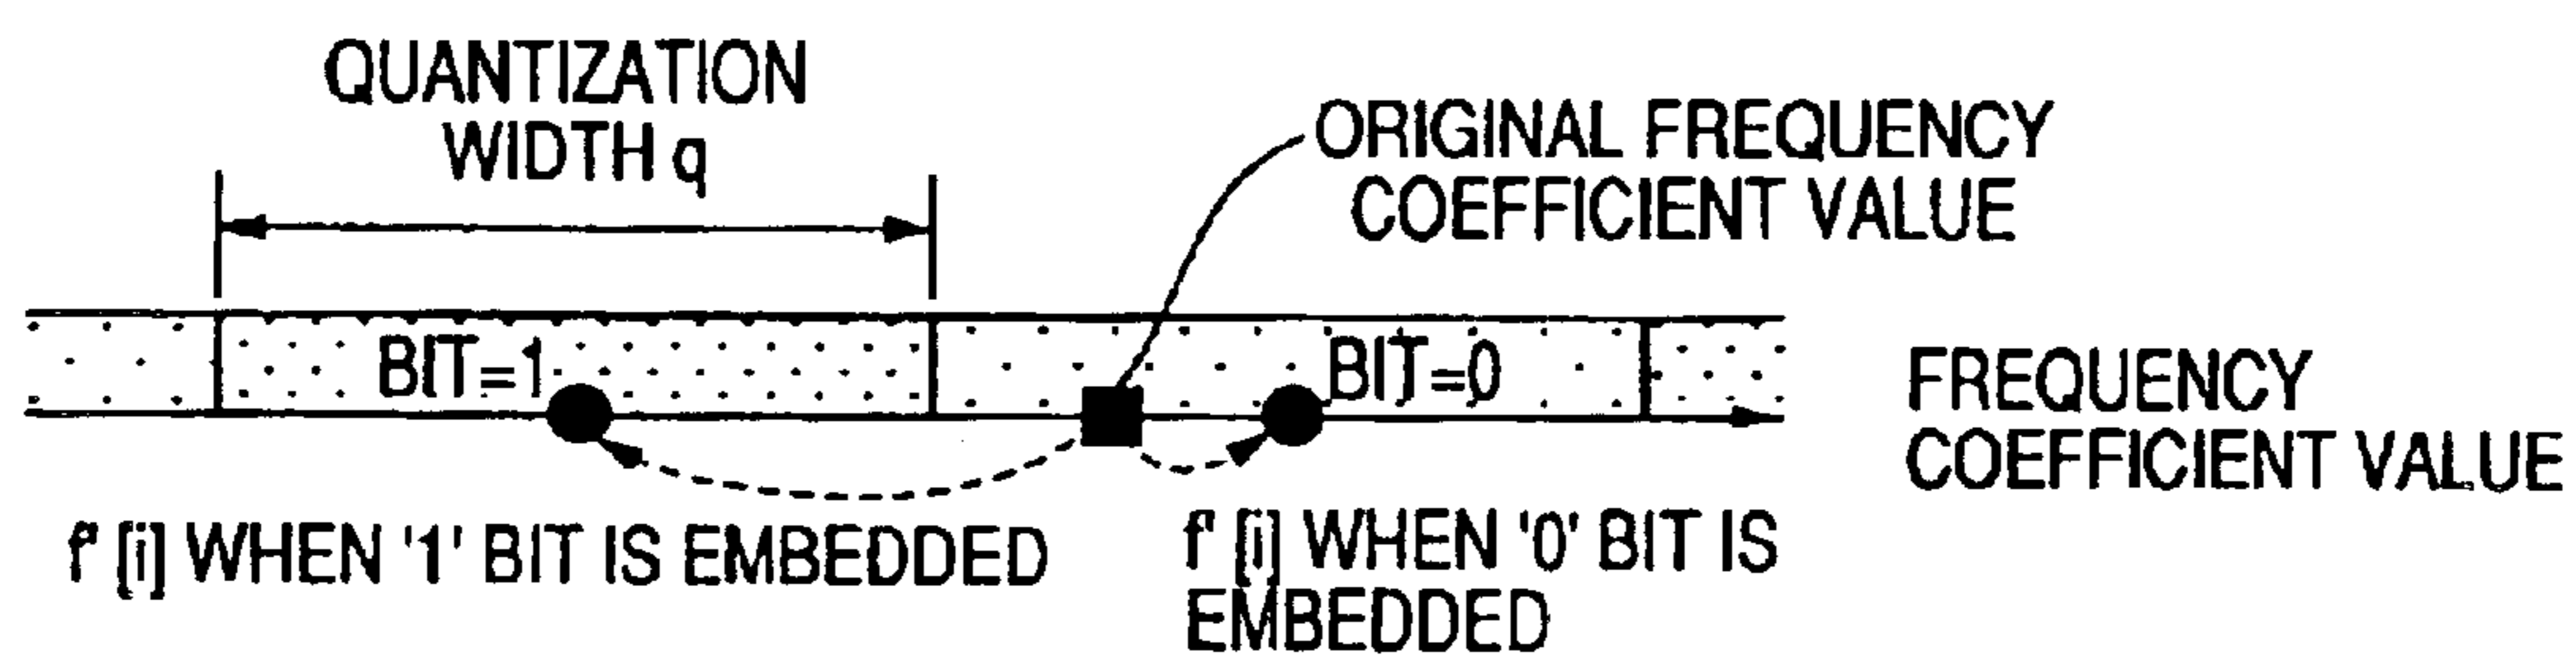 QUANTIZATION
WIDTH q
ORIGINAL FREQUENCY
COEFFICIENT VALUE
BIT=1
BIT=0
FREQUENCY
COEFFICIENT VALUE
f' [i] WHEN '1' BIT IS EMBEDDED
f' [i] WHEN '0' BIT IS
EMBEDDED